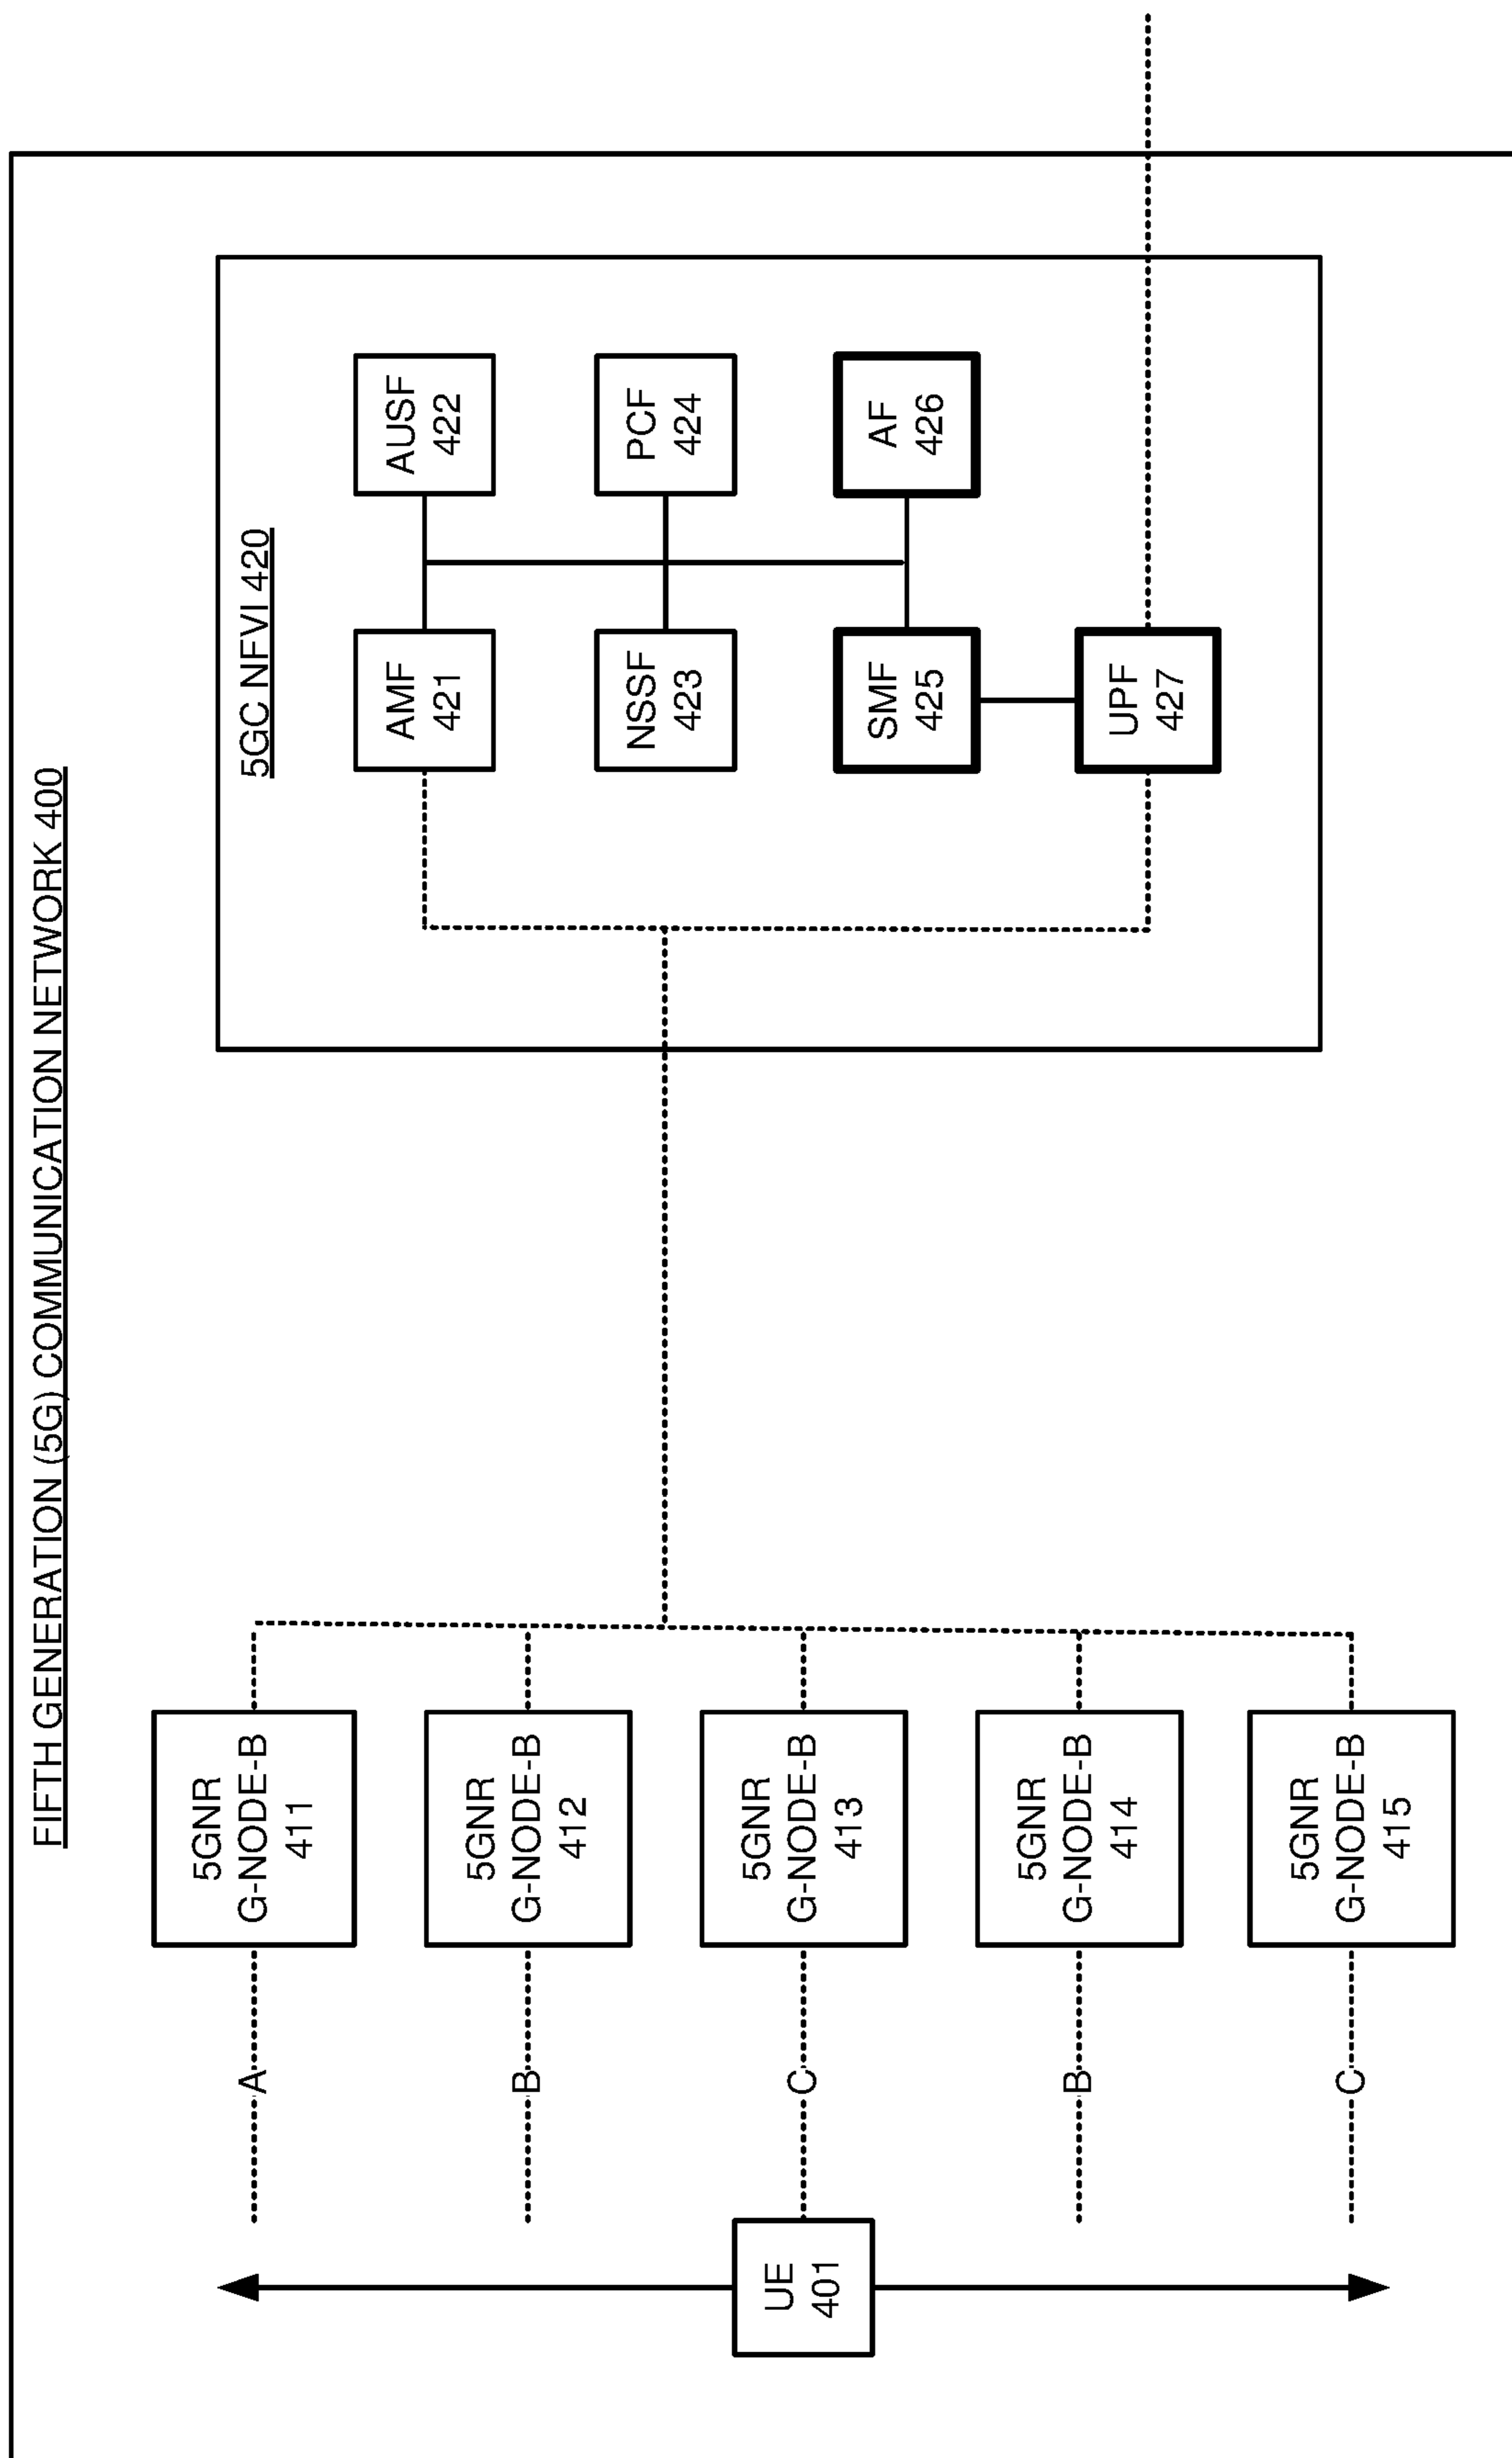 FIFTH GENERATION (5G) COMMUNICATION NETWORK 400
A
5GNR
G-NODE-B
411
B
5GNR
G-NODE-B
412
UE
401
C
5GNR
G-NODE-B
413
B
5GNR
G-NODE-B
414
C
5GNR
G-NODE-B
415
5GC NFVI 420
AMF
421
AUSF
422
NSSF
423
PCF
424
SMF
425
AF
426
UPF
427